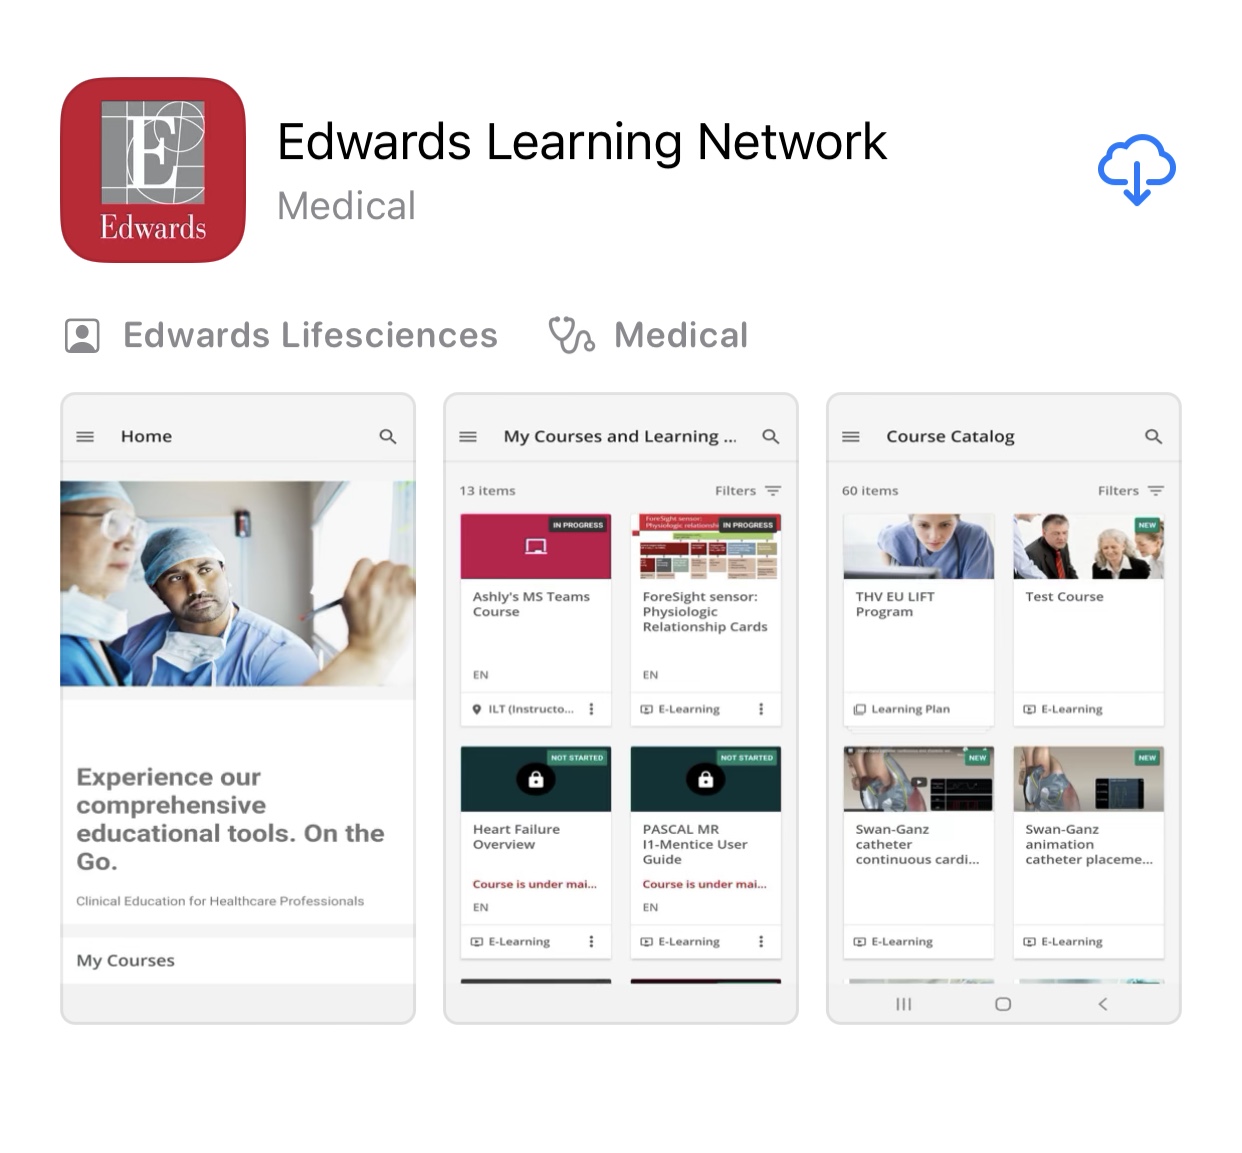 E
Edwards
Edwards Learning Network
Medical
Edwards Lifesciences
Medical
Home
Experience our
comprehensive
educational tools. On the
Go.
Clinical Education for Healthcare Professionals
My Courses
My Courses and Learning ...
13 items
Filters
IN PROGRESS
Ashly's MS Teams
Course
EN
ILT (Instructo...
ForeSight sensor:
Physiologic relationsh
IN PROGRESS
ForeSight sensor:
Physiologic
Relationship Cards
EN
E-Learning
NOT STARTED
Heart Failure
Overview
Course is under mai...
EN
E-Learning
NOT STARTED
PASCAL MR
I1-Mentice User
Guide
Course is under mai...
EN
E-Learning
Course Catalog
60 items
Filters
THV EU LIFT
Program
Learning Plan
NEW
Test Course
E-Learning
NEW
Swan-Ganz
catheter
continuous cardi...
E-Learning
NEW
Swan-Ganz
animation
catheter placeme...
E-Learning